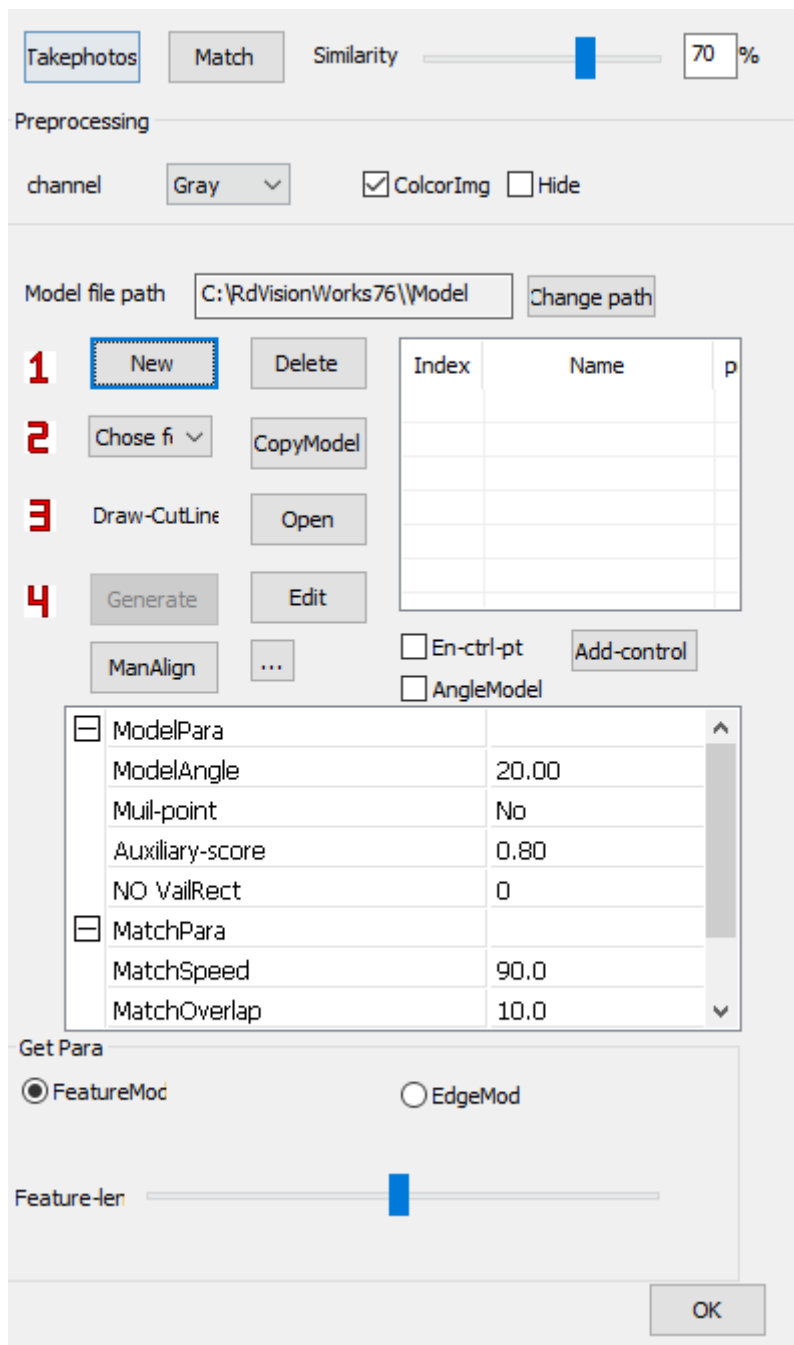 Takephotos Match Similarity 70 %
Preprocessing
channel Gray ColcorImg Hide
Model file path C:\RdVisionWorks76\\Model Change path
1 New Delete Index Name p
2 Chose f CopyModel
3 Draw-CutLine Open
4 Generate Edit
ManAlign ... En-ctrl-pt Add-control
AngleModel
ModelPara
ModelAngle 20.00
Muil-point No
Auxiliary-score 0.80
NO VailRect 0
MatchPara
MatchSpeed 90.0
MatchOverlap 10.0
Get Para
FeatureMod EdgeMod
Feature-len
OK